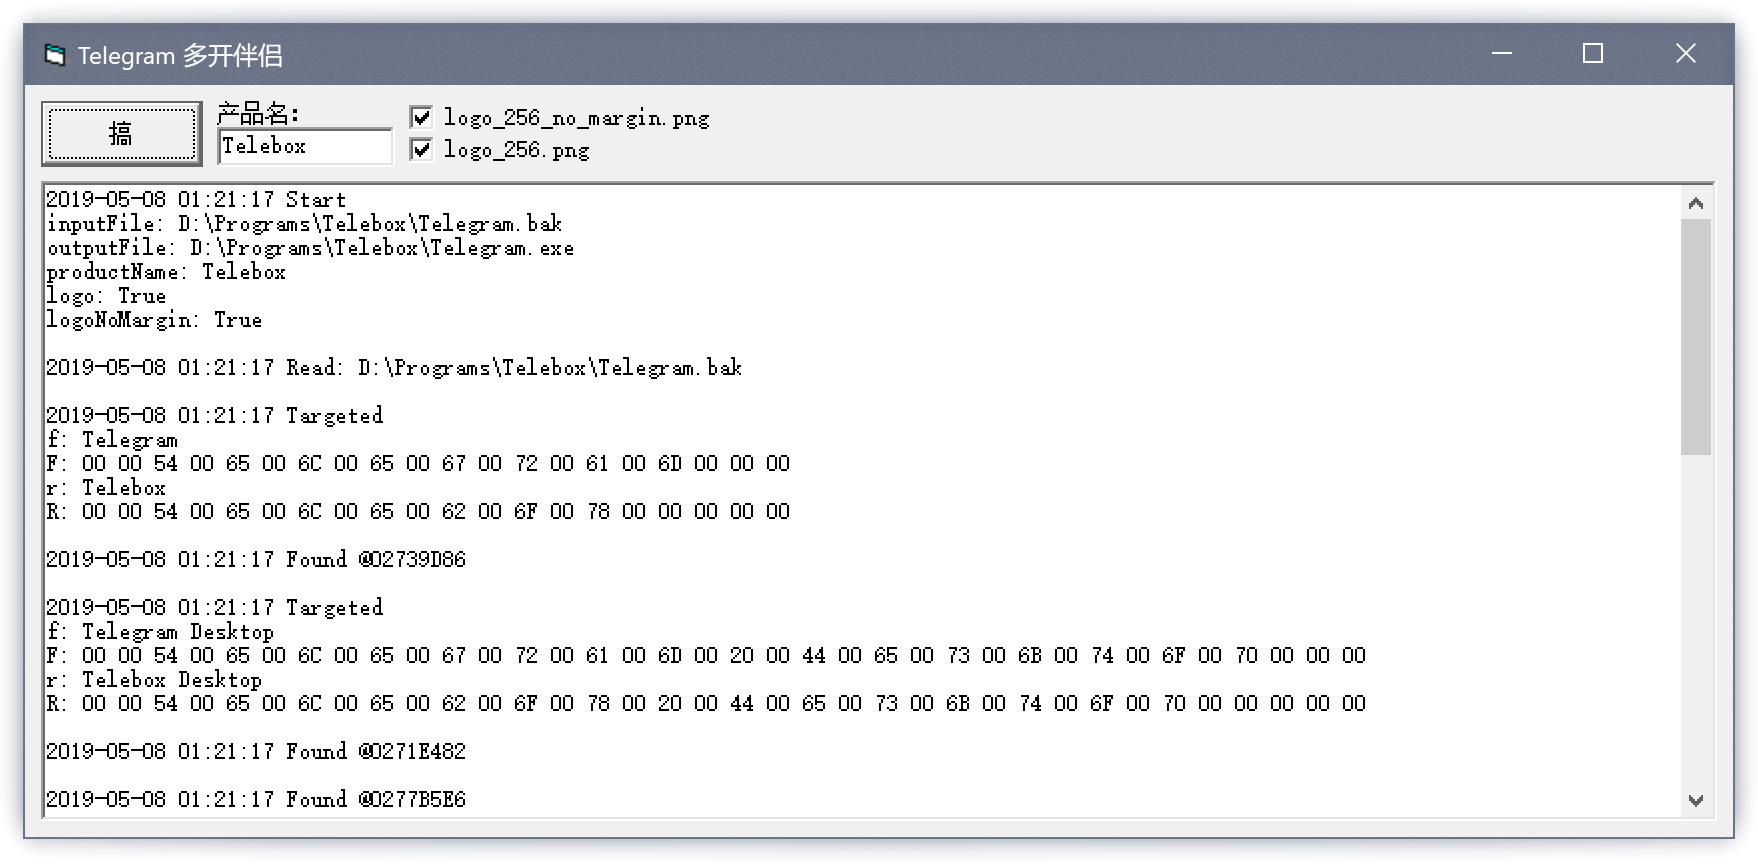 Telegram 多开伴侣
搞
产品名:
Telebox
logo_256_no_margin.png
logo_256.png
2019-05-08 01:21:17 Start
inputFile: D:\Programs\Telebox\Telegram.bak
outputFile: D:\Programs\Telebox\Telegram.exe
productName: Telebox
logo: True
logoNoMargin: True
2019-05-08 01:21:17 Read: D:\Programs\Telebox\Telegram.bak
2019-05-08 01:21:17 Targeted
f: Telegram
F: 00 00 54 00 65 00 6C 00 65 00 67 00 72 00 61 00 6D 00 00 00
r: Telebox
R: 00 00 54 00 65 00 6C 00 65 00 62 00 6F 00 78 00 00 00 00 00
2019-05-08 01:21:17 Found @02739D86
2019-05-08 01:21:17 Targeted
f: Telegram Desktop
F: 00 00 54 00 65 00 6C 00 65 00 67 00 72 00 61 00 6D 00 20 00 44 00 65 00 73 00 6B 00 74 00 6F 00 70 00 00 00
r: Telebox Desktop
R: 00 00 54 00 65 00 6C 00 65 00 62 00 6F 00 78 00 20 00 44 00 65 00 73 00 6B 00 74 00 6F 00 70 00 00 00 00 00
2019-05-08 01:21:17 Found @0271E482
2019-05-08 01:21:17 Found @0277B5E6